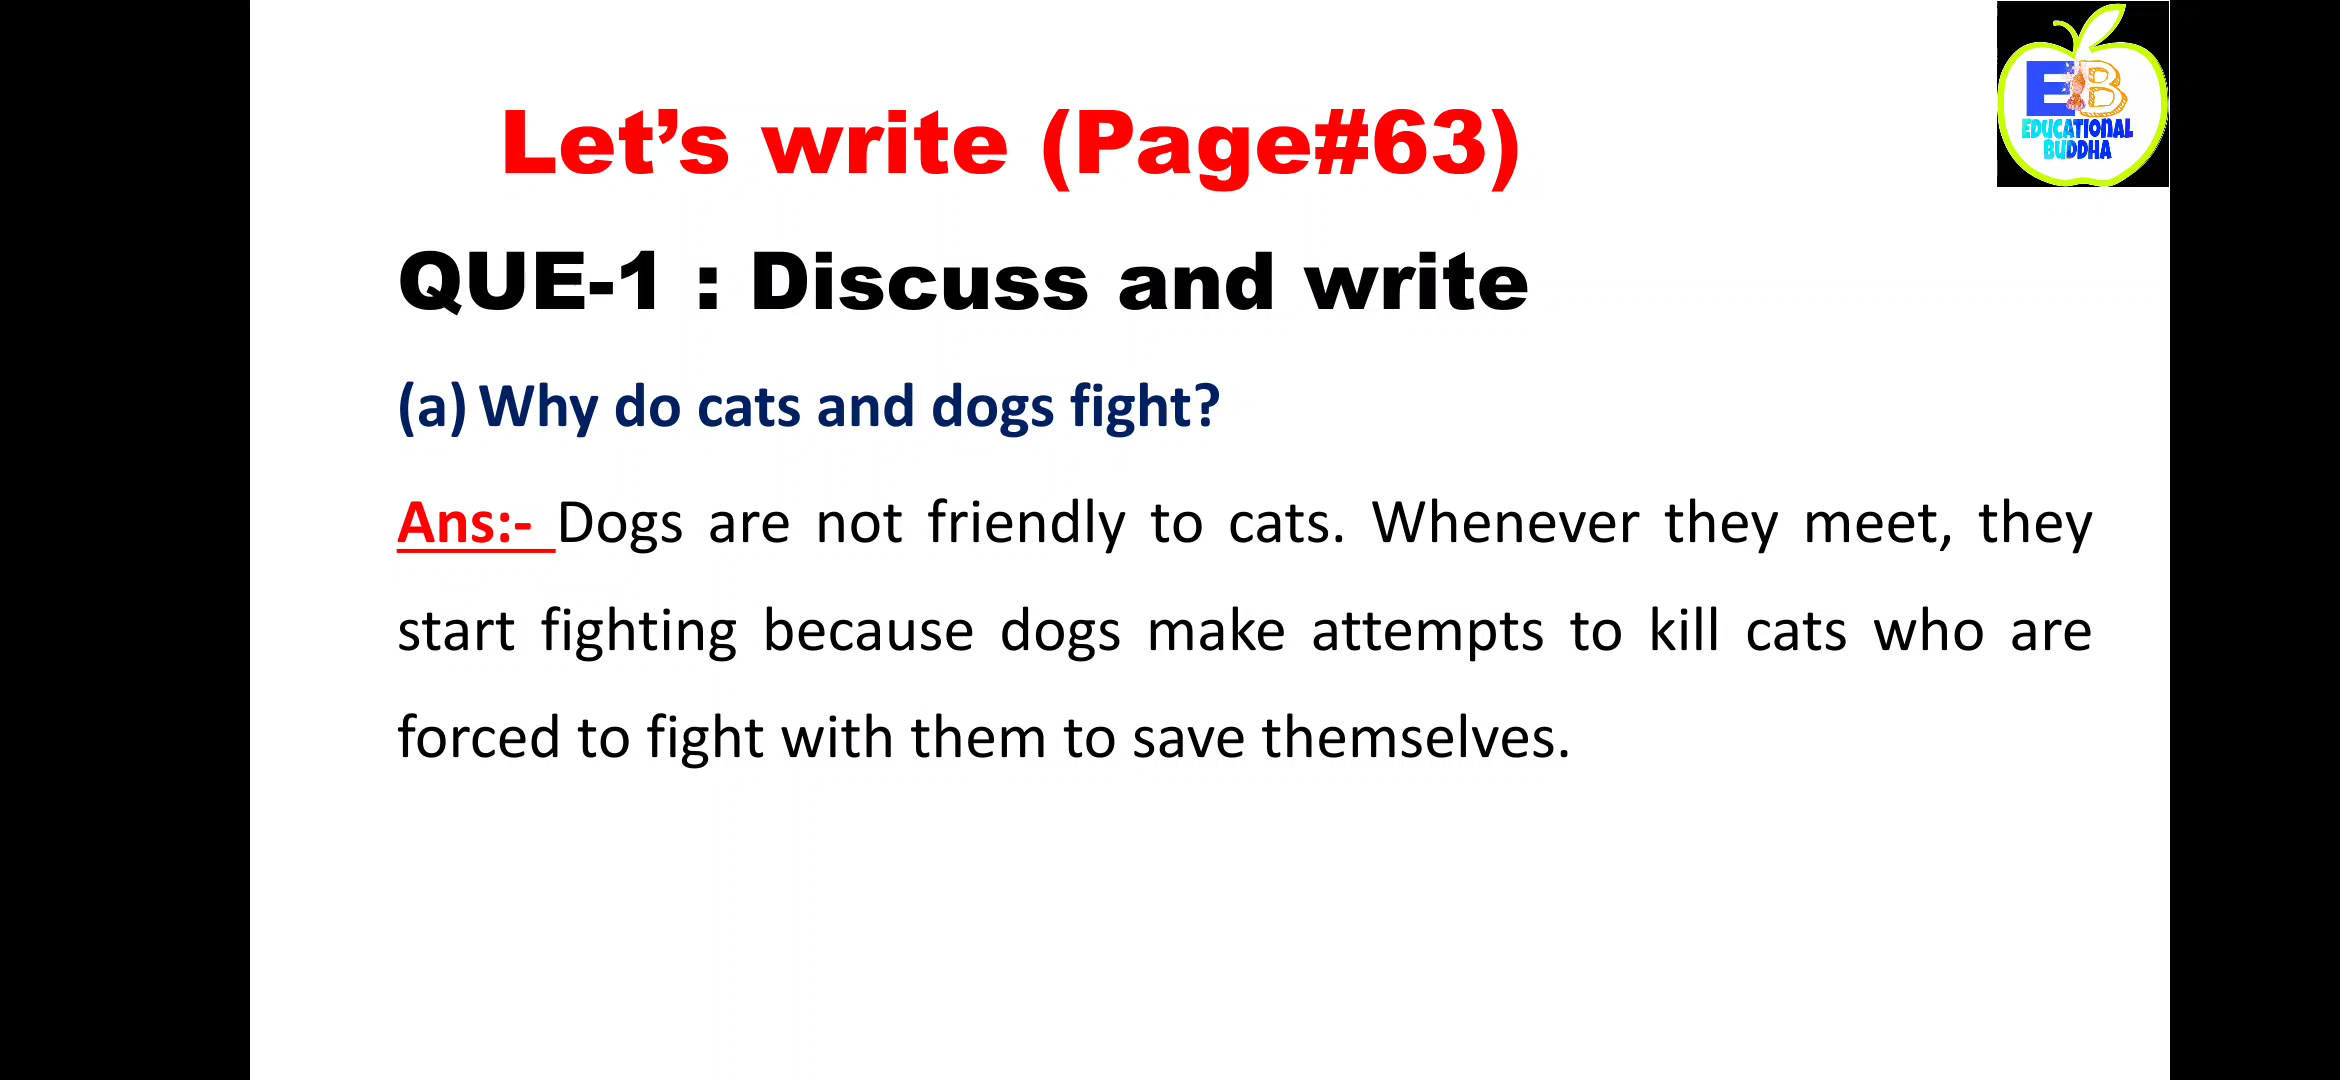 Let’s write (Page#63)
EB
EDUCATIONAL
BUDDHA
QUE-1 : Discuss and write
(a) Why do cats and dogs fight?
Ans:- Dogs are not friendly to cats. Whenever they meet, they
start fighting because dogs make attempts to kill cats who are
forced to fight with them to save themselves.